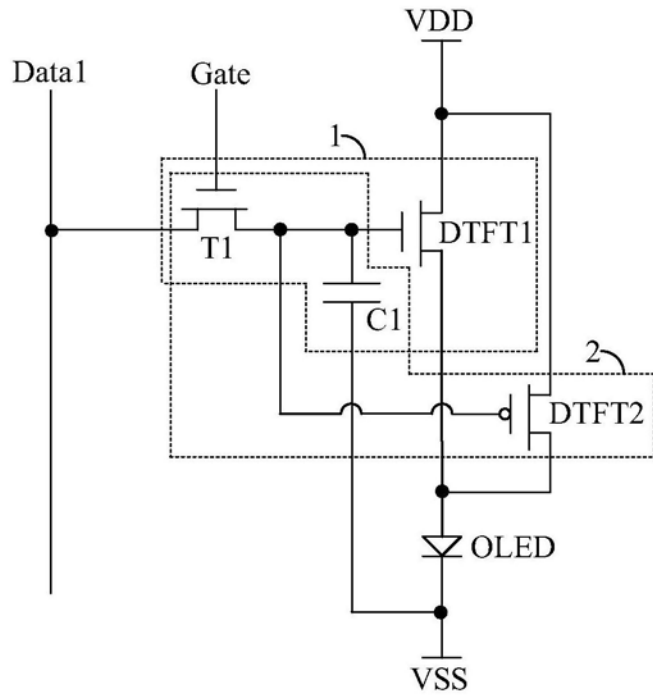 VDD
Data1
Gate
1
DTFT1
T1
C1
2
DTFT2
OLED
VSS